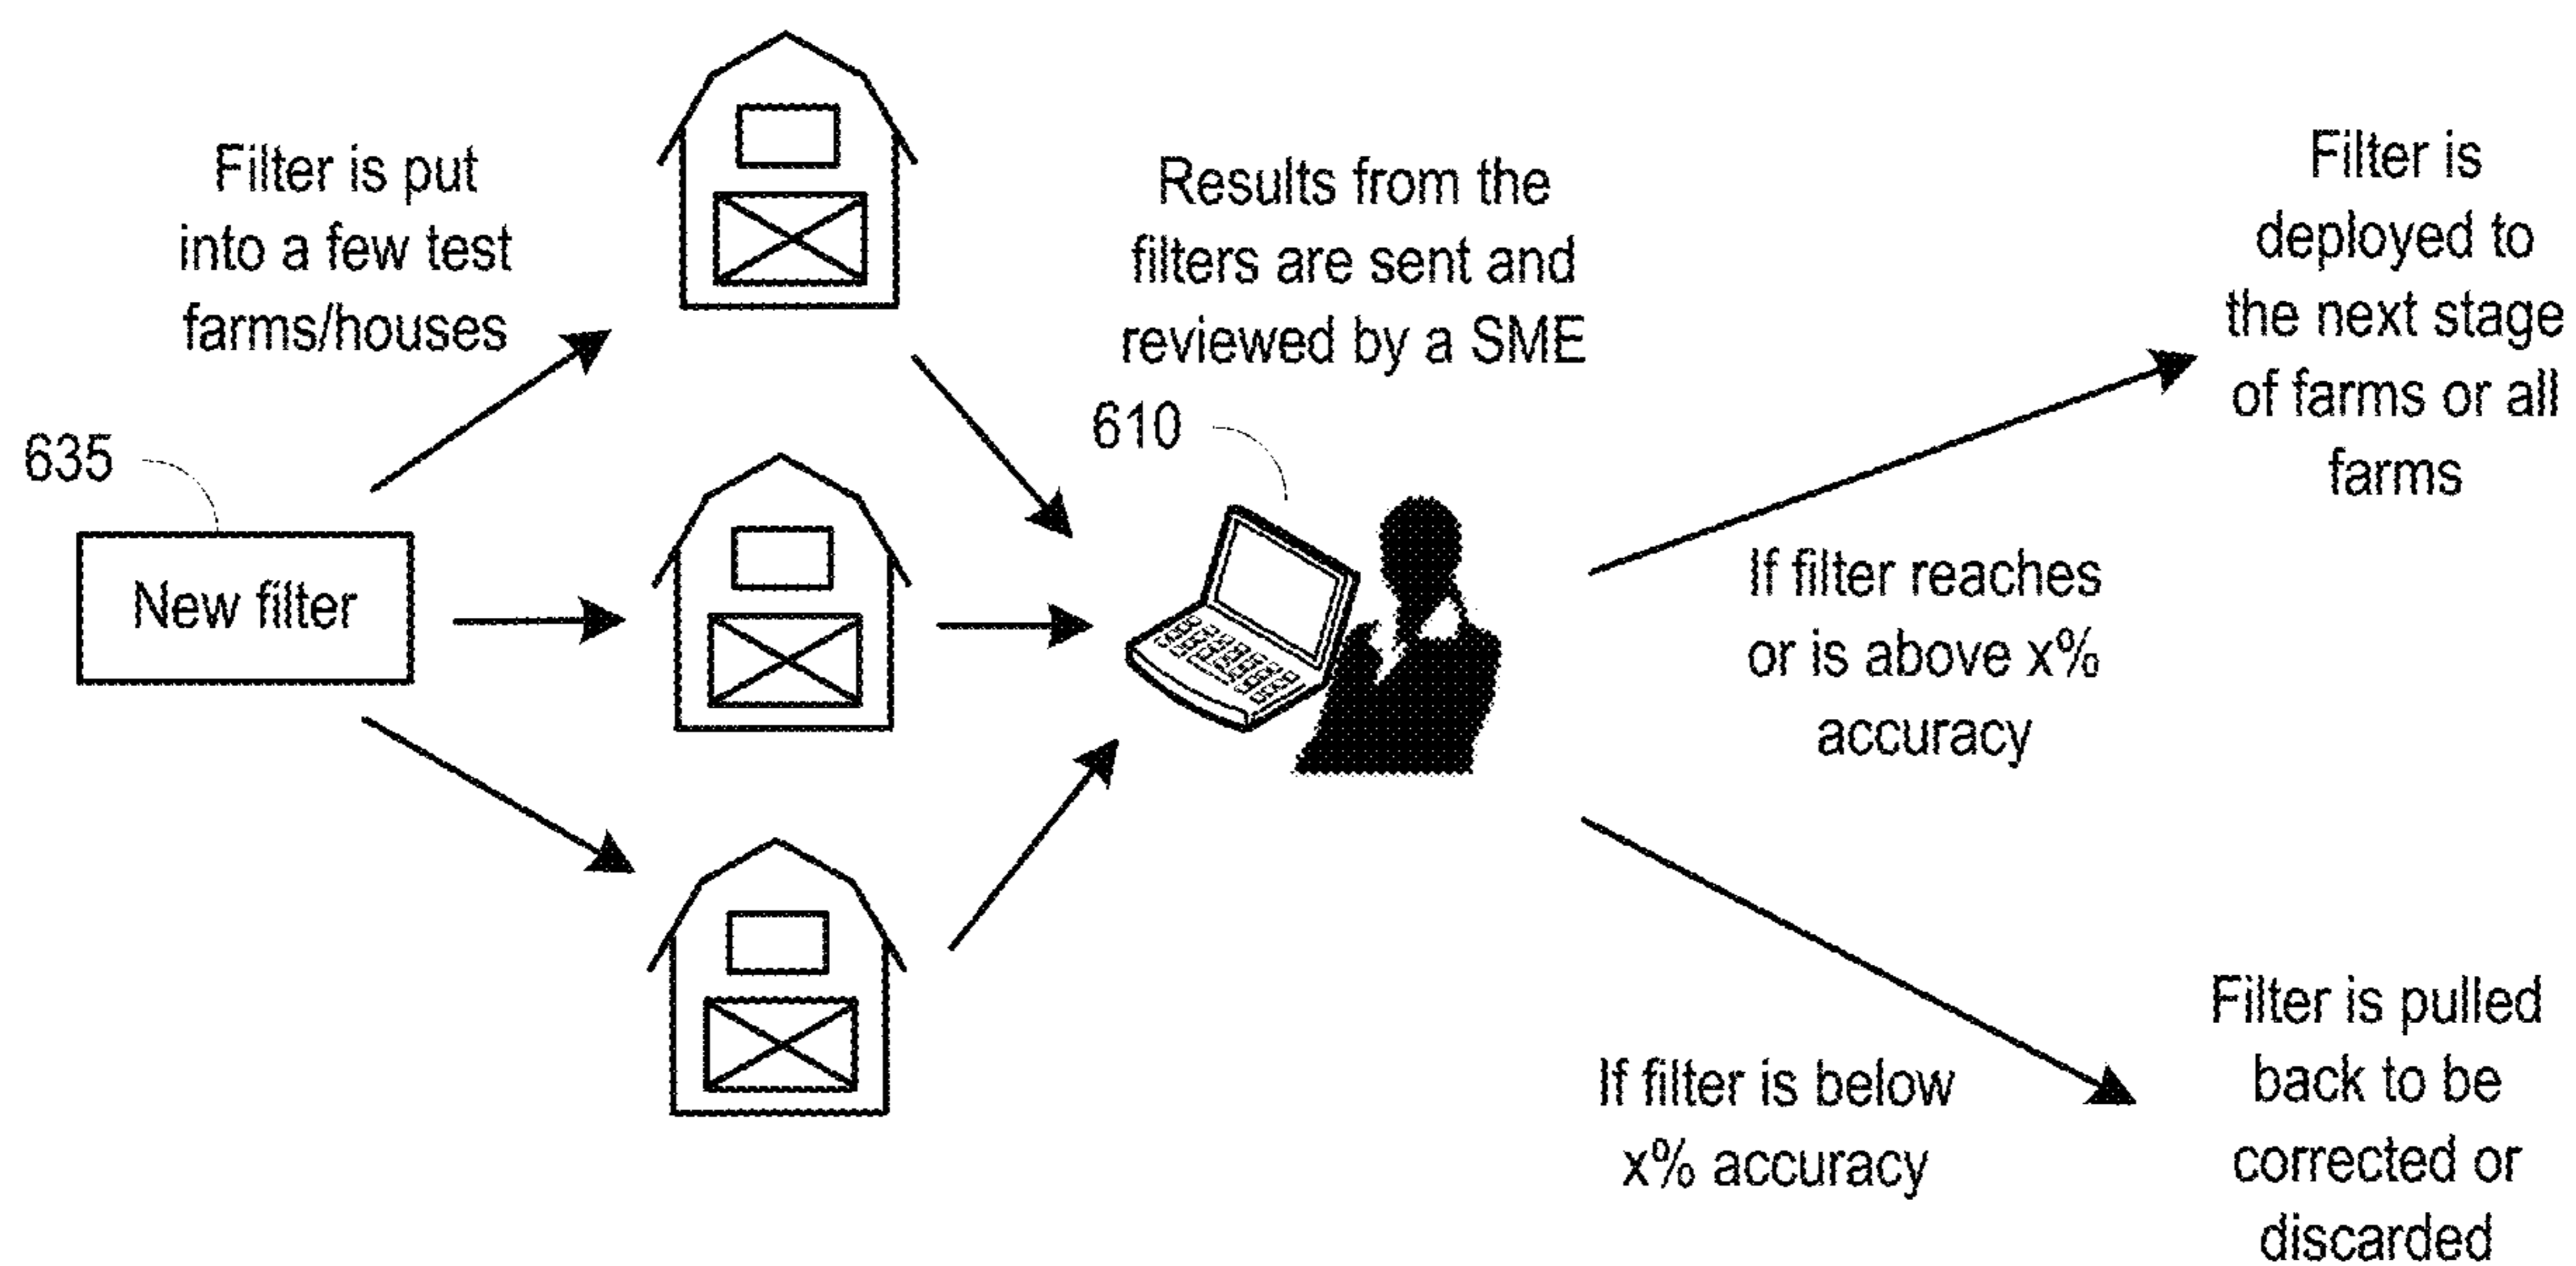 Filter is put
into a few test
farms/houses
635
New filter
Results from the
filters are sent and
reviewed by a SME
610
If filter reaches
or is above x%
accuracy
Filter is
deployed to
the next stage
of farms or all
farms
If filter is below
x% accuracy
Filter is pulled
back to be
corrected or
discarded